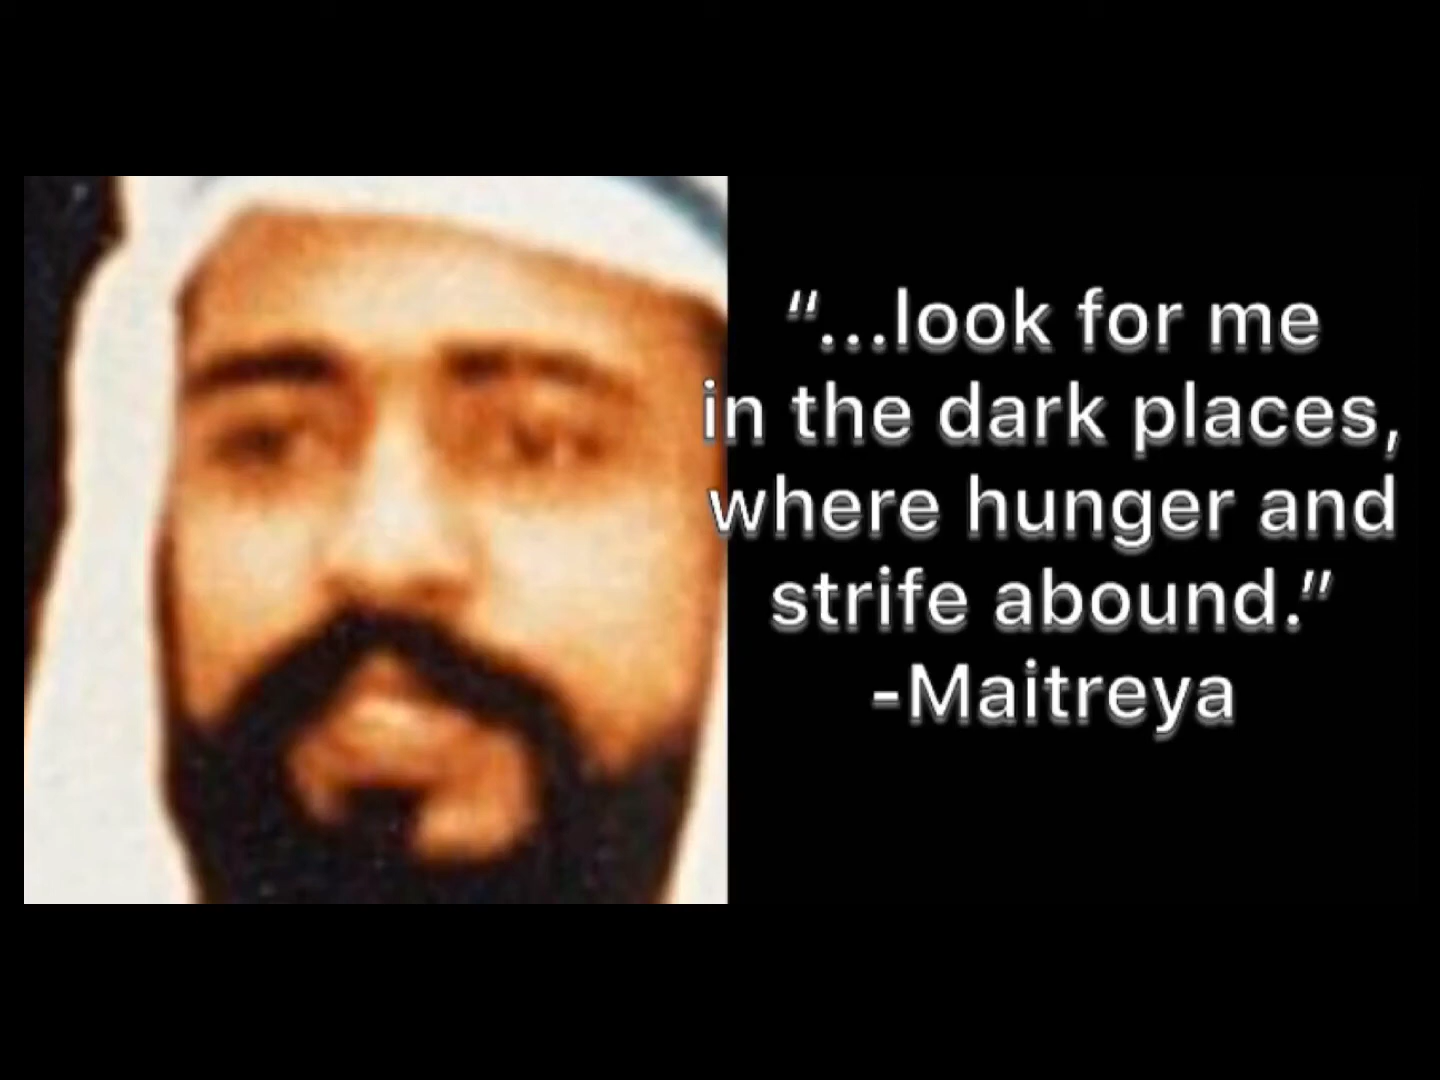 “...look for me
in the dark places,
where hunger and
strife abound.”
-Maitreya